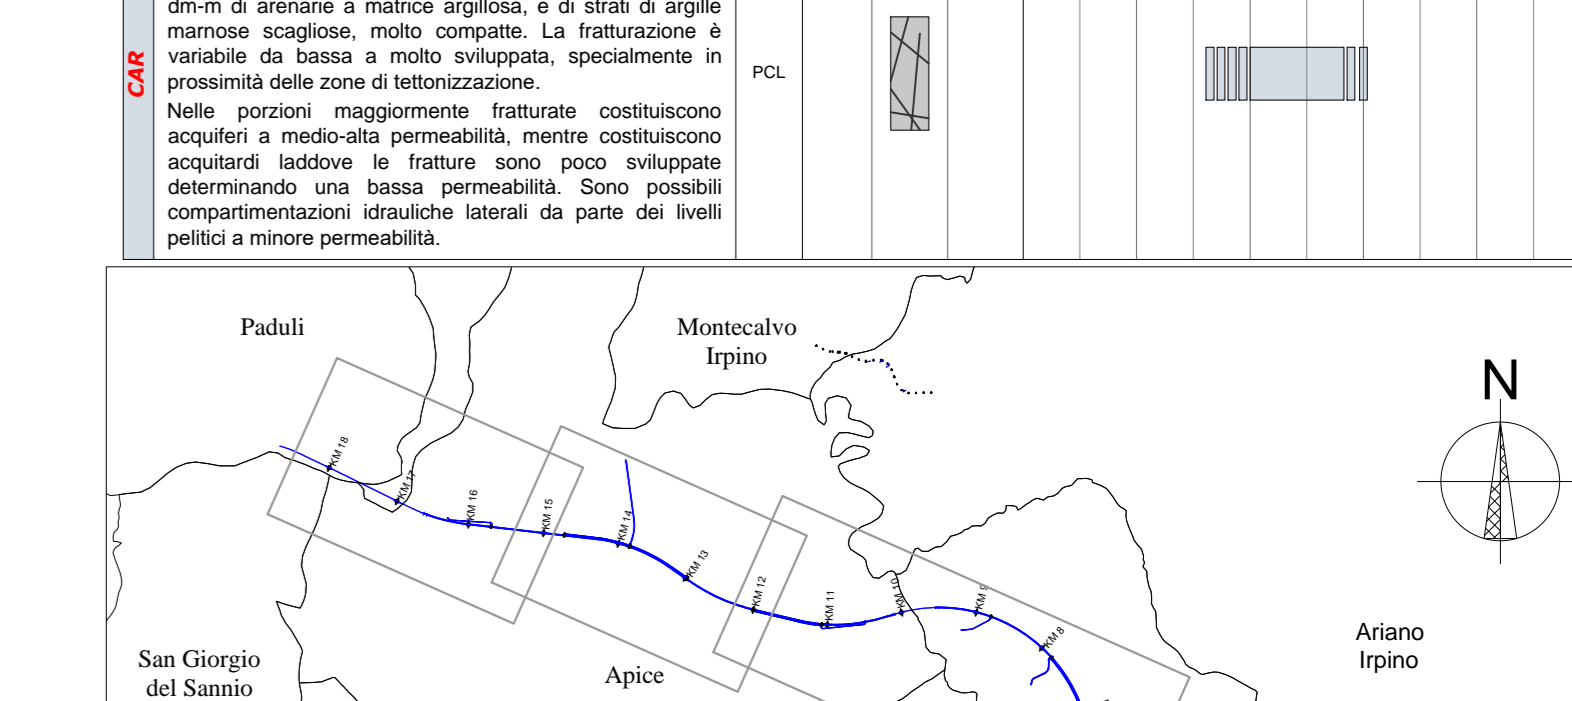 dm-m di arenarie a matrice argillosa, e di strati di argille
marnose scagliose, molto compatte. La fratturazione è
variabile da bassa a molto sviluppata, specialmente in
prossimità delle zone di tettonizzazione.
Nelle porzioni maggiormente fratturate costituiscono
acquiferi a medio-alta permeabilità, mentre costituiscono
acquitardi laddove le fratture sono poco sviluppate
determinando una bassa permeabilità. Sono possibili
compartimentazioni idrauliche laterali da parte dei livelli
pelitici a minore permeabilità.
CAR
PCL
Paduli
Montecalvo
Irpino
N
KM 18
KM 17
KM 16
KM 15
KM 14
KM 13
KM 12
KM 11
KM 10
KM 9
KM 8
Ariano
Irpino
San Giorgio
del Sannio
Apice